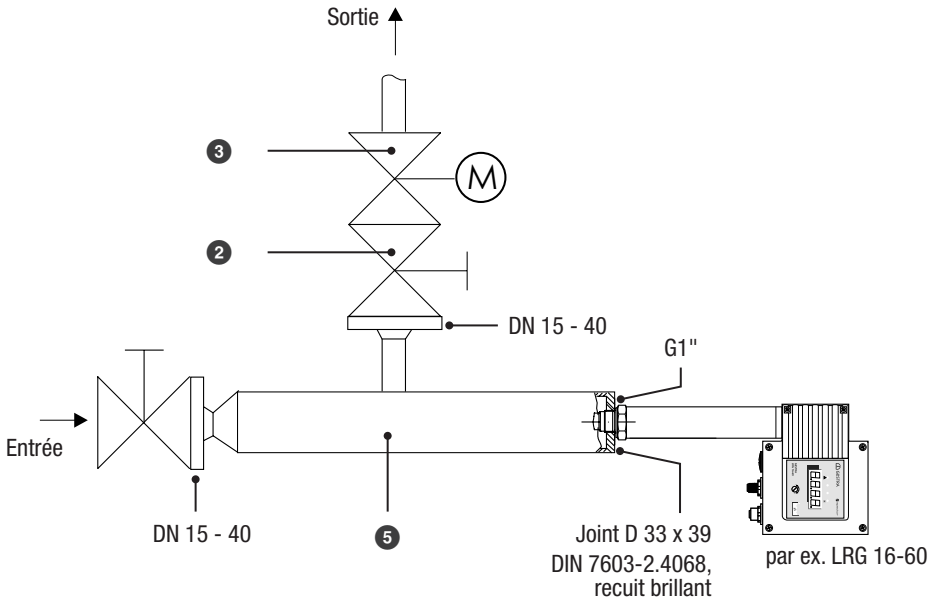 Sortie
3
M
2
DN 15 - 40
G1"
Entrée
DN 15 - 40
5
Joint D 33 x 39
DIN 7603-2.4068,
recuit brillant
par ex. LRG 16-60